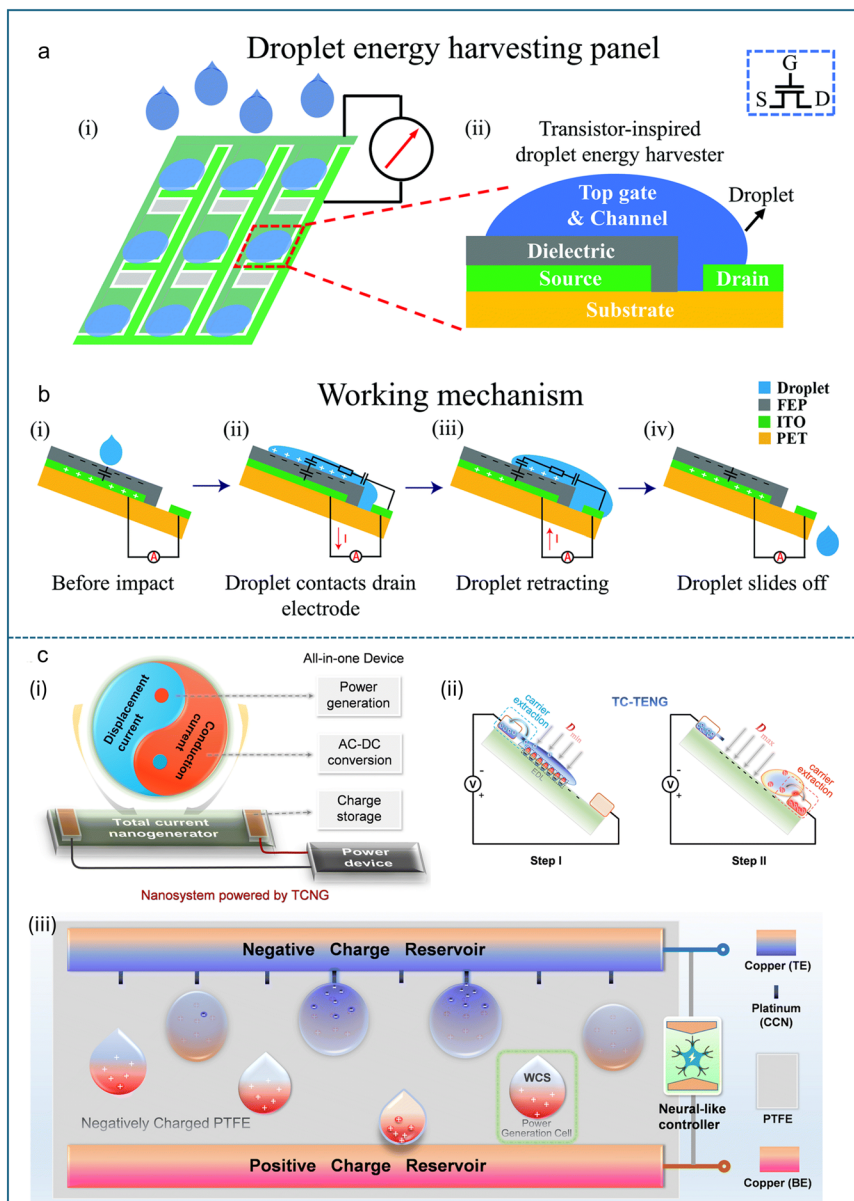 a
Droplet energy harvesting panel
G
S D
(i)
(ii)
Transistor-inspired
droplet energy harvester
Droplet
Top gate
& Channel
Dielectric
Source
Drain
Substrate
b
Working mechanism
Droplet
FEP
ITO
PET
(i)
(ii)
(iii)
(iv)
I
I
A
A
A
A
Before impact
Droplet contacts drain
electrode
Droplet retracting
Droplet slides off
c
(i)
All-in-one Device
Displacement
current
Conduction
current
Power
generation
AC-DC
conversion
Charge
storage
Total current
nanogenerator
Power
device
Nanosystem powered by TCNG
(ii)
TC-TENG
carrier
extraction
D min
EDL
V
- 
+
Step I
D max
carrier
extraction
V
-
+
Step II
(iii)
Negative Charge Reservoir
Copper (TE)
Platinum
(CCN)
WCS
Power
Generation Cell
Negatively Charged PTFE
Neural-like
controller
PTFE
Positive Charge Reservoir
Copper (BE)